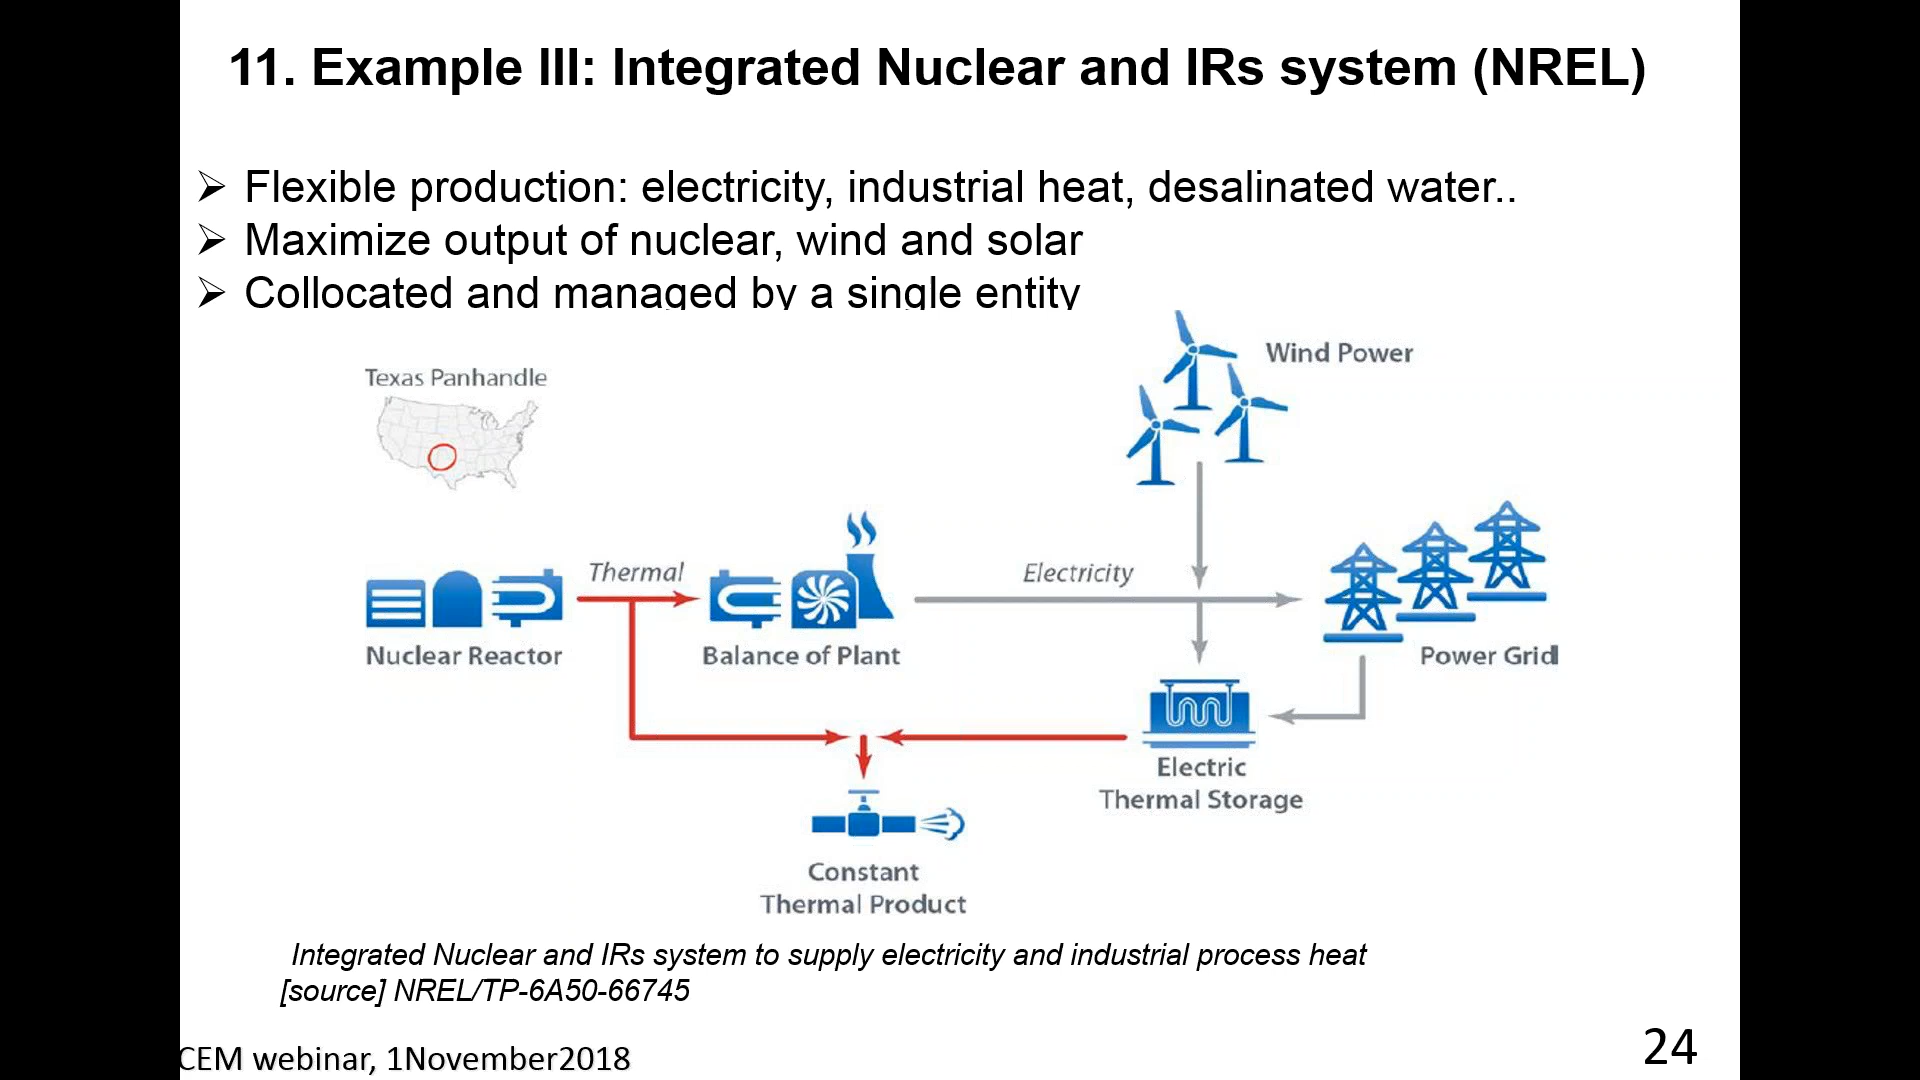 11. Example III: Integrated Nuclear and IRs system (NREL)
➢ Flexible production: electricity, industrial heat, desalinated water..
➢ Maximize output of nuclear, wind and solar
➢ Collocated and managed by a single entity
Wind Power
Texas Panhandle
Thermal
Electricity
Nuclear Reactor
Balance of Plant
Power Grid
Electric
Thermal Storage
Constant
Thermal Product
Integrated Nuclear and IRs system to supply electricity and industrial process heat
[source] NREL/TP-6A50-66745
CEM webinar, 1November2018
24